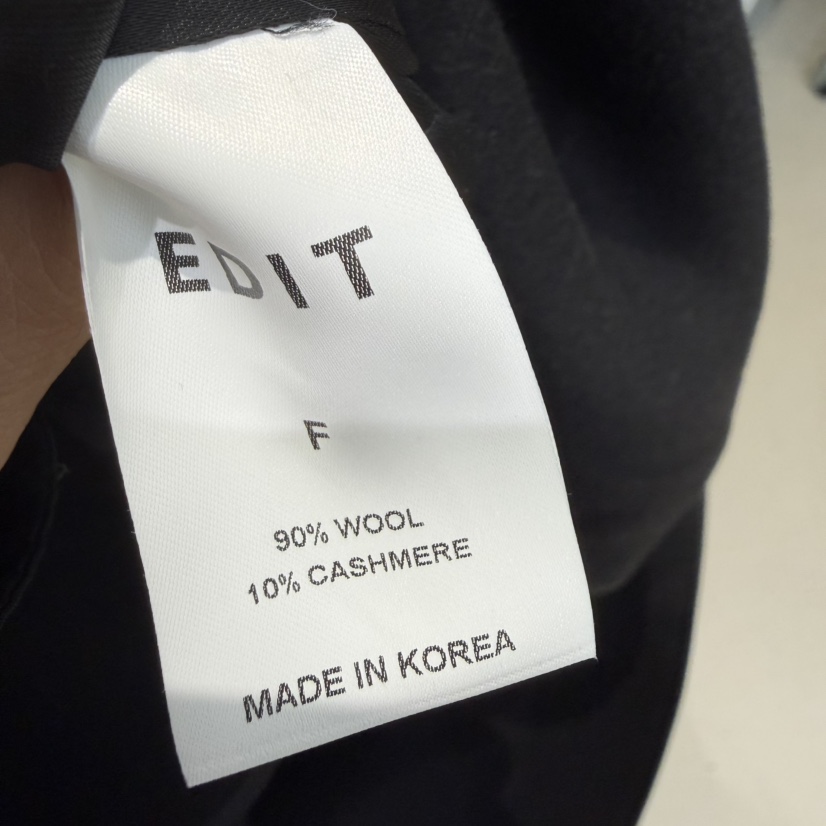 EDIT
F
90% WOOL
10% CASHMERE
MADE IN KOREA